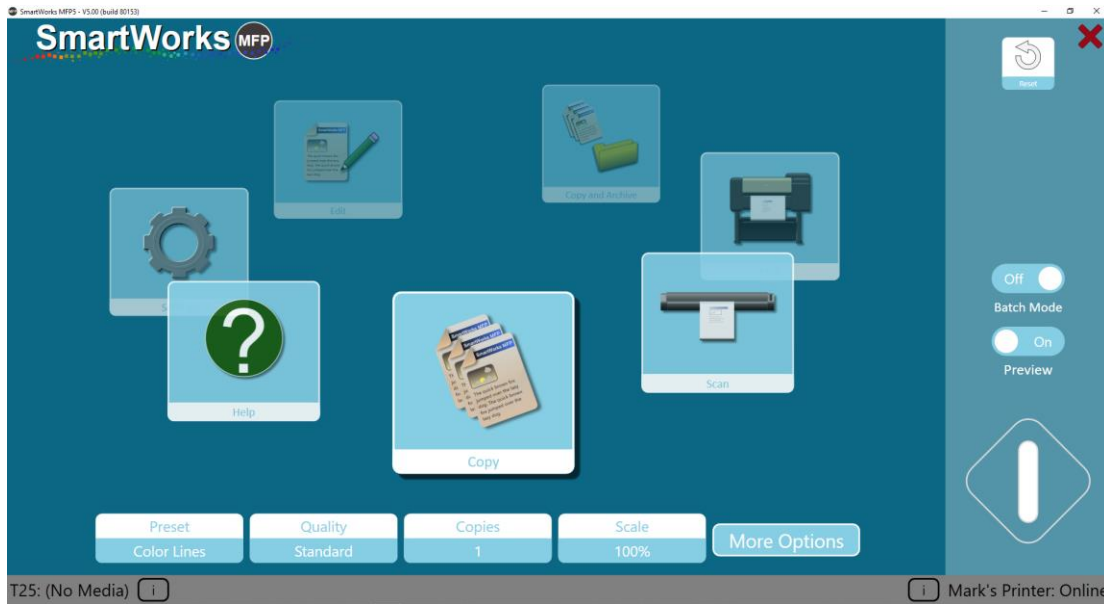 SmartWorks MFP5 - V5.00 (build 80153)
SmartWorks MFP
Reset
Edit
Copy and Archive
Help
Scan
Copy
Off
Batch Mode
On
Preview
Preset
Color Lines
Quality
Standard
Copies
1
Scale
100%
More Options
T25: (No Media) i
i Mark's Printer: Online